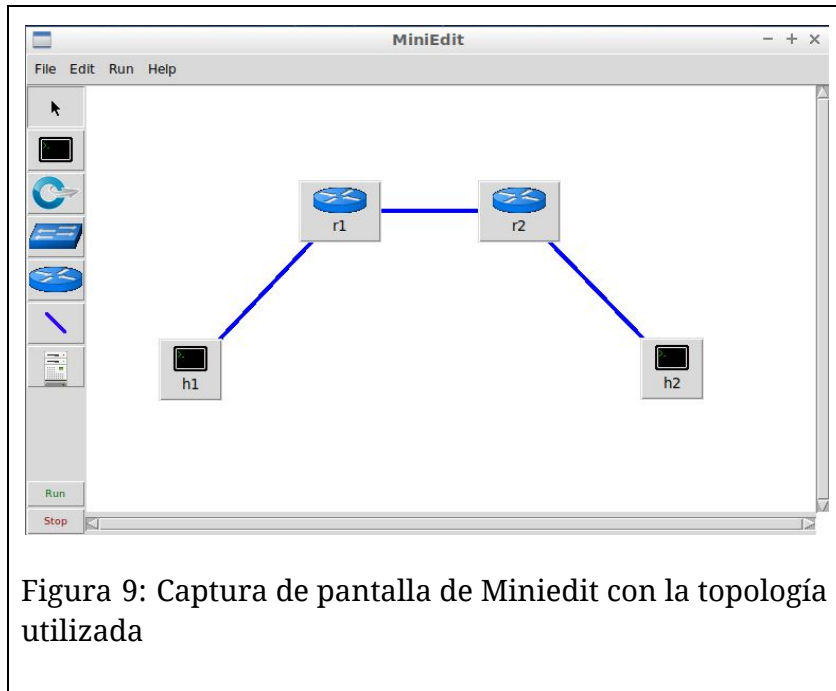 MiniEdit
File Edit Run Help
r1
r2
h1
h2
Run
Stop
Figura 9: Captura de pantalla de Miniedit con la topología
utilizada